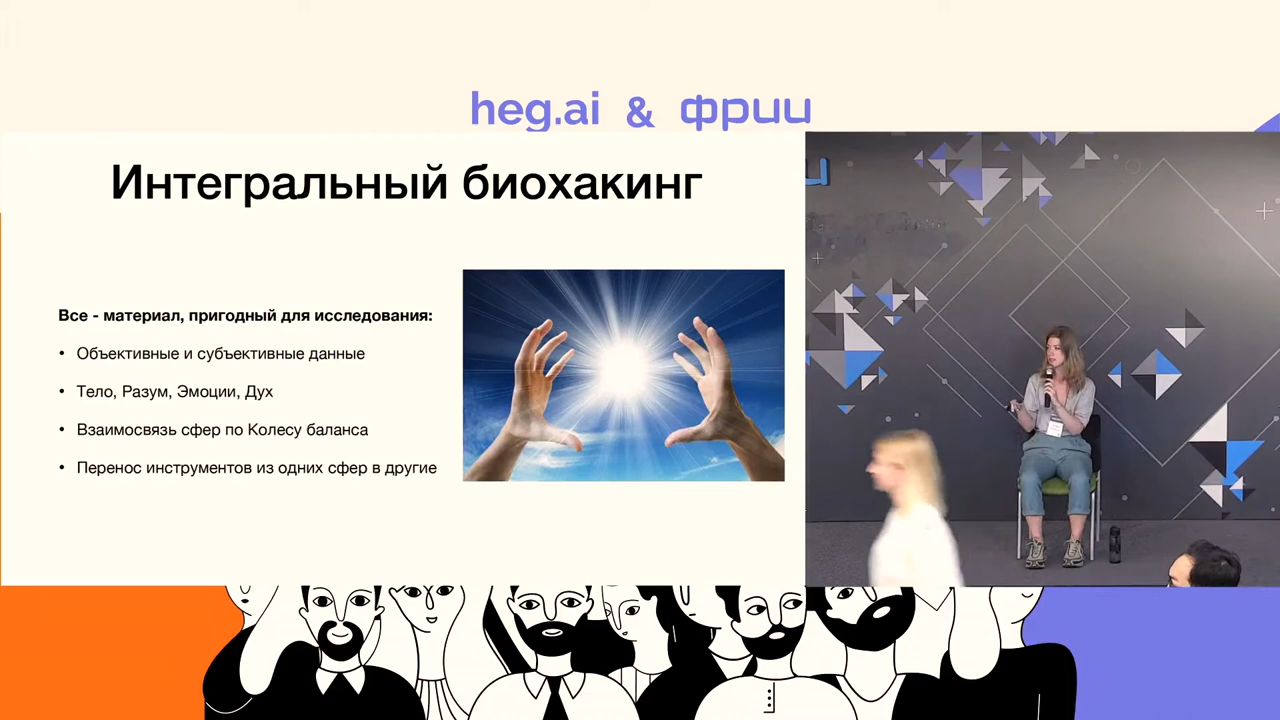 heg.ai & фрии
Интегральный биохакинг
Все - материал, пригодный для исследования:
• Объективные и субъективные данные
• Тело, Разум, Эмоции, Дух
• Взаимосвязь сфер по Колесу баланса
• Перенос инструментов из одних сфер в другие